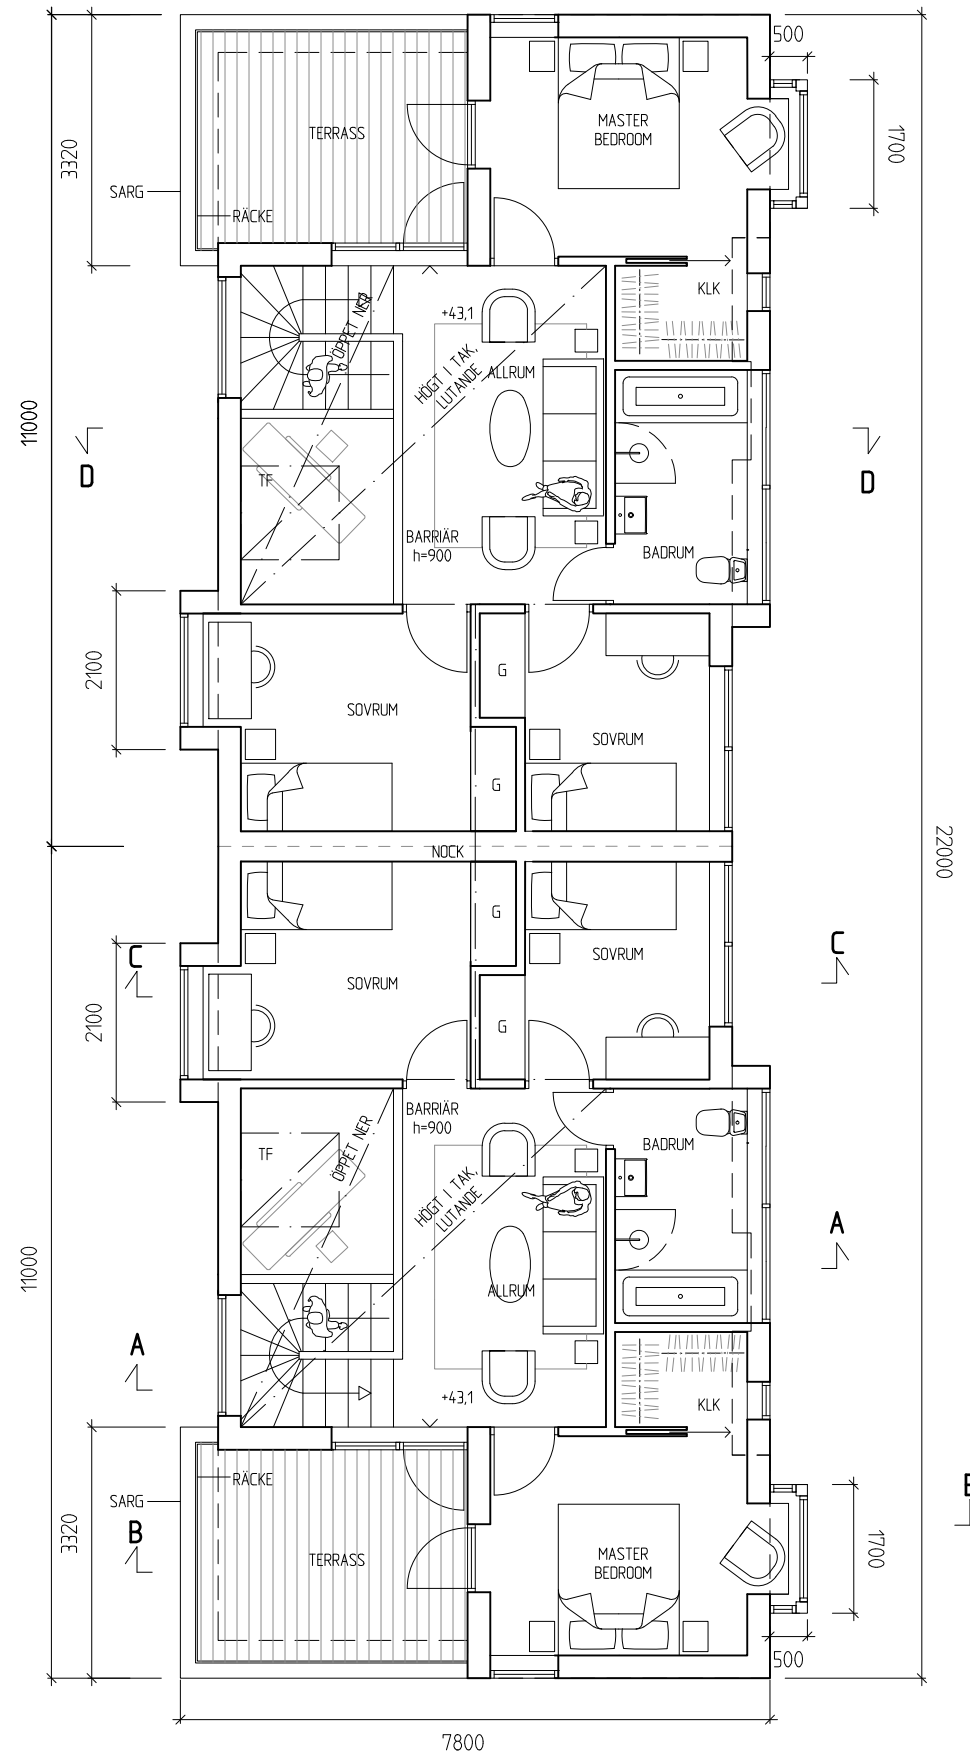 500
3320
TERRASS
MASTER
BEDROOM
1700
SARG
RÄCKE
KLK
+43,1
ÖPPET NER
HÖGT I TAK,
LUTANDE
ALLRUM
11000
D
D
TF
BARRIÄR
h=900
BADRUM
2100
G
SOVRUM
SOVRUM
G
NOCK
22000
G
C
C
SOVRUM
SOVRUM
2100
G
BARRIÄR
h=900
ÖPPET NER
BADRUM
TF
HÖGT I TAK,
LUTANDE
A
11000
ALLRUM
A
+43,1
KLK
RÄCKE
SARG
B
3320
TERRASS
MASTER
BEDROOM
1700
500
7800